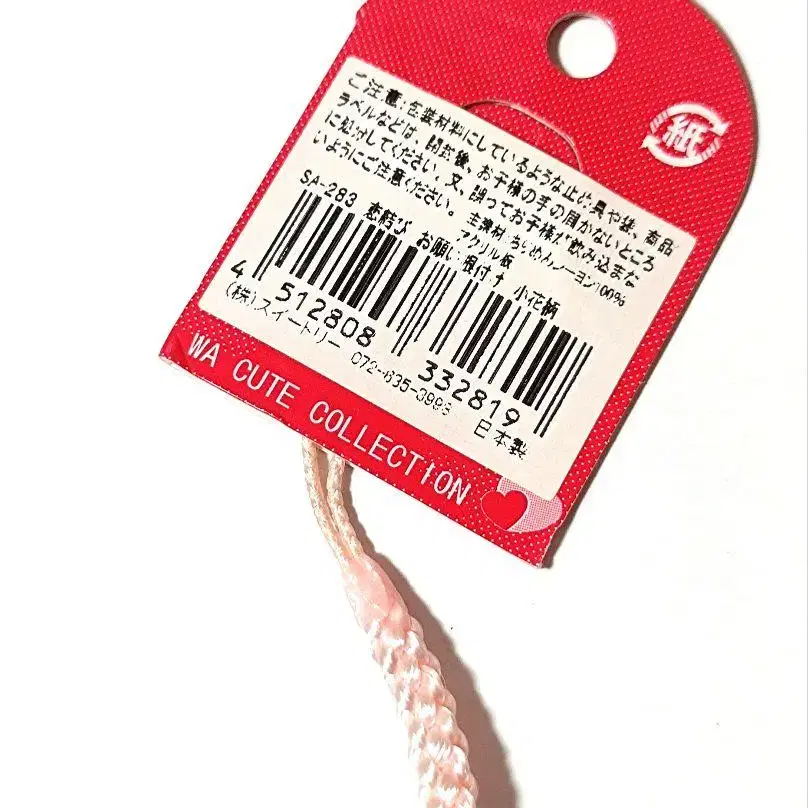 紙
ご注意:包装材料にしているような止め具や袋、商品
ラベルなどは、開封後、お子様の手の届かないところ
に処分してください。又、誤ってお子様が飲み込まな
いようにご注意ください。
主素材:ちりめんレーヨン100%
アクリル板
SA-283 恋結び お願い根付け 小花柄
4 512808 332819
(株)スイートリー 072-635-3998 日本製
WA CUTE COLLECTION